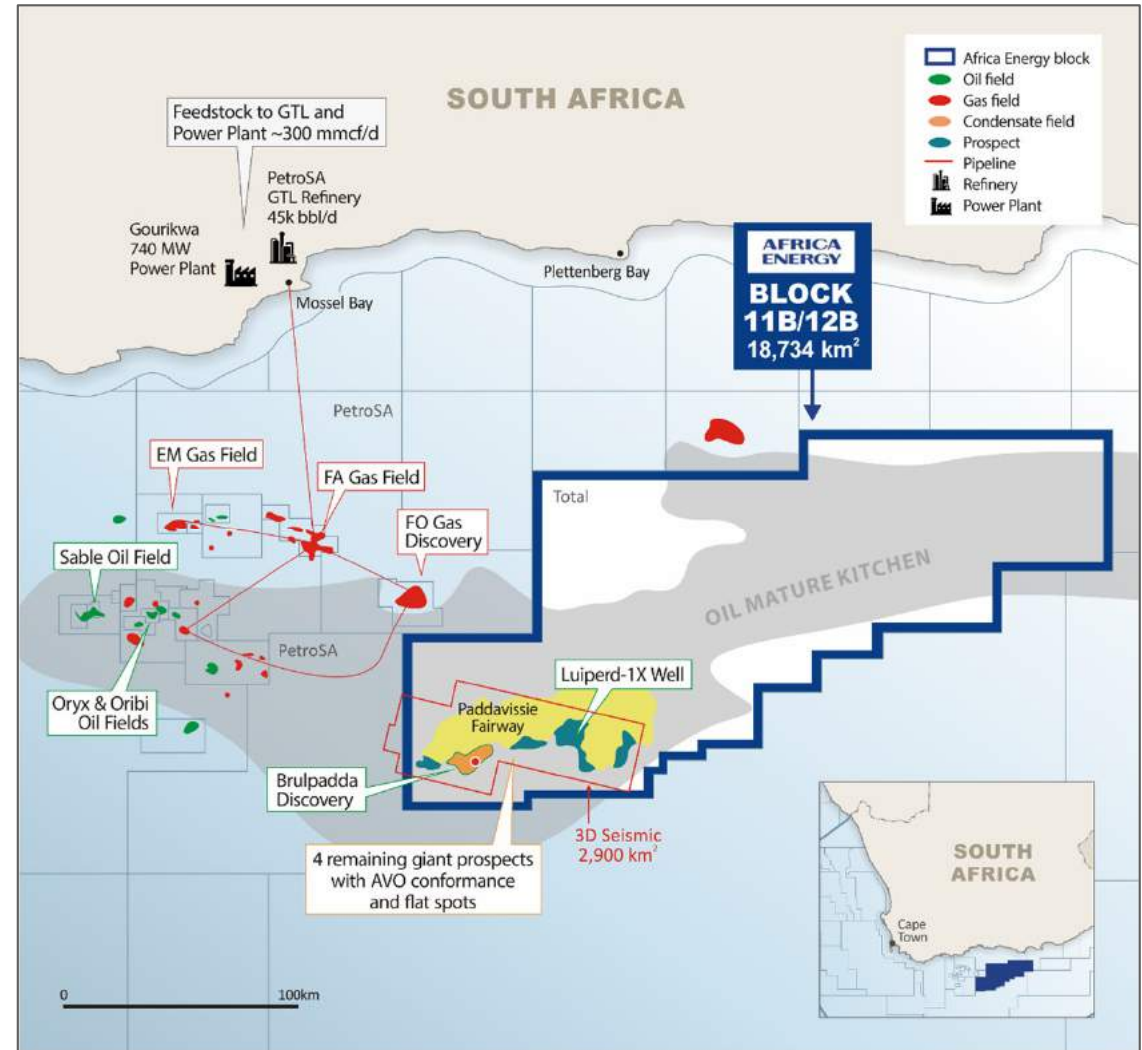 SOUTH AFRICA
Africa Energy block
Oil field
Gas field
Condensate field
Prospect
Pipeline
Refinery
Power Plant
Feedstock to GTL and
Power Plant ~300 mmcf/d
PetroSA
GTL Refinery
45k bbl/d
Gourikwa
740 MW
Power Plant
Mossel Bay
Plettenberg Bay
AFRICA
ENERGY
BLOCK
11B/12B
18,734 km²
PetroSA
EM Gas Field
FA Gas Field
FO Gas
Discovery
Total
Sable Oil Field
OIL MATURE KITCHEN
PetroSA
Oryx & Oribi
Oil Fields
Luiperd-1X Well
Paddavissie
Fairway
Brulpadda
Discovery
3D Seismic
2,900 km²
4 remaining giant prospects
with AVO conformance
and flat spots
SOUTH
AFRICA
Cape
Town
0 100km